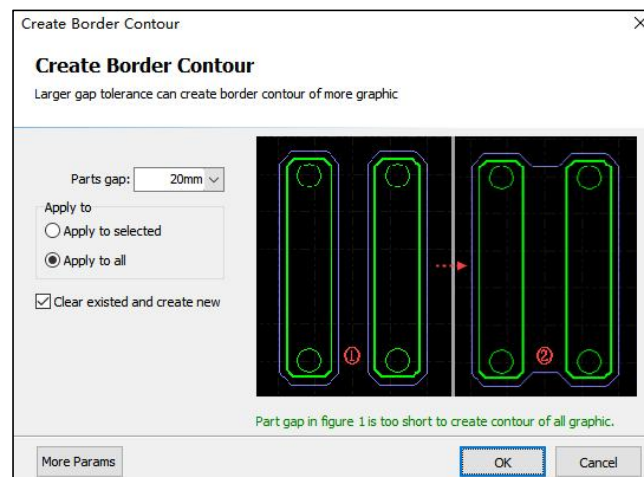 Create Border Contour
Create Border Contour
Larger gap tolerance can create border contour of more graphic
Parts gap: 20mm
Apply to
Apply to selected
Apply to all
Clear existed and create new
① ②
Part gap in figure 1 is too short to create contour of all graphic.
More Params OK Cancel